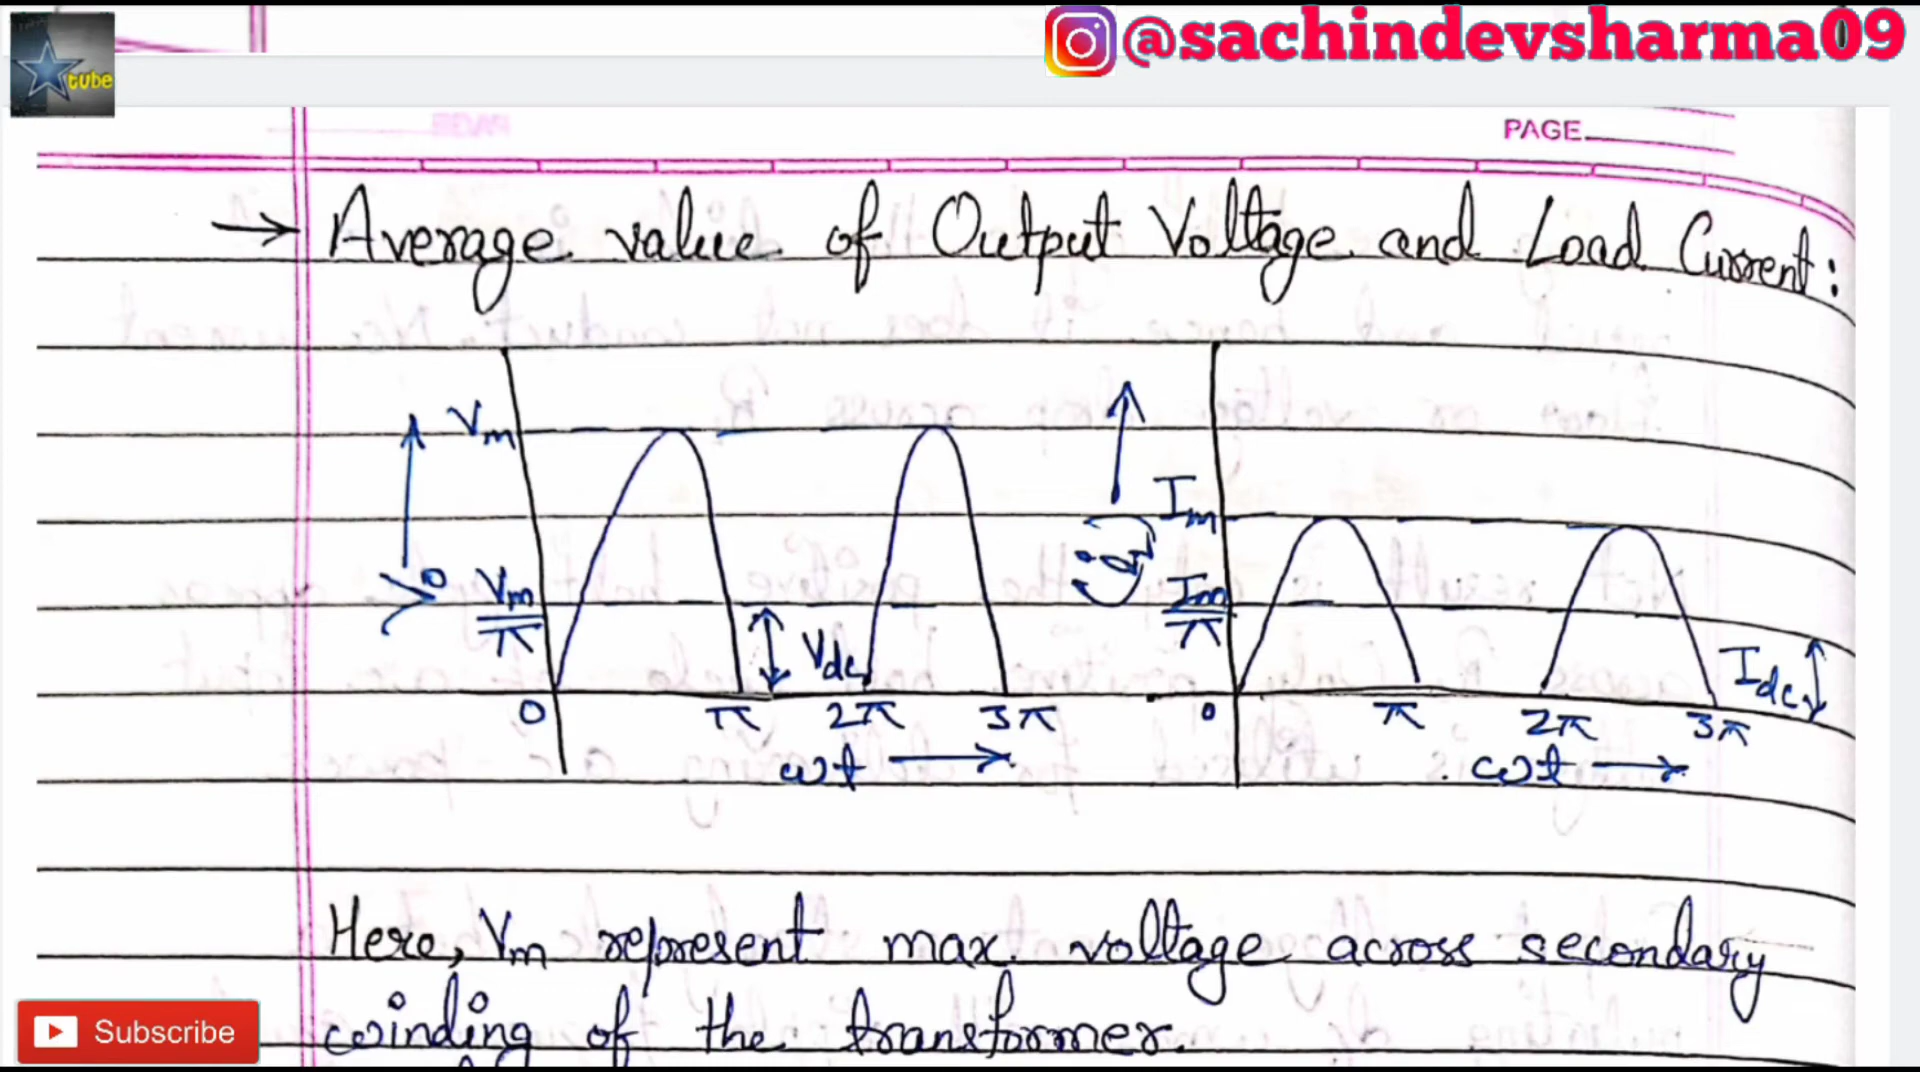 @sachindevsharma09
tube
PAGE
→ Average value of Output Voltage and Load Current:
Vm
Vm/π
Vo
Vdc
0 π 2π 3π
ωt →
Im
Im/π
Idc
0 π 2π 3π
ωt →
Here, Vm represent max. voltage across secondary
winding of the transformer.
Subscribe